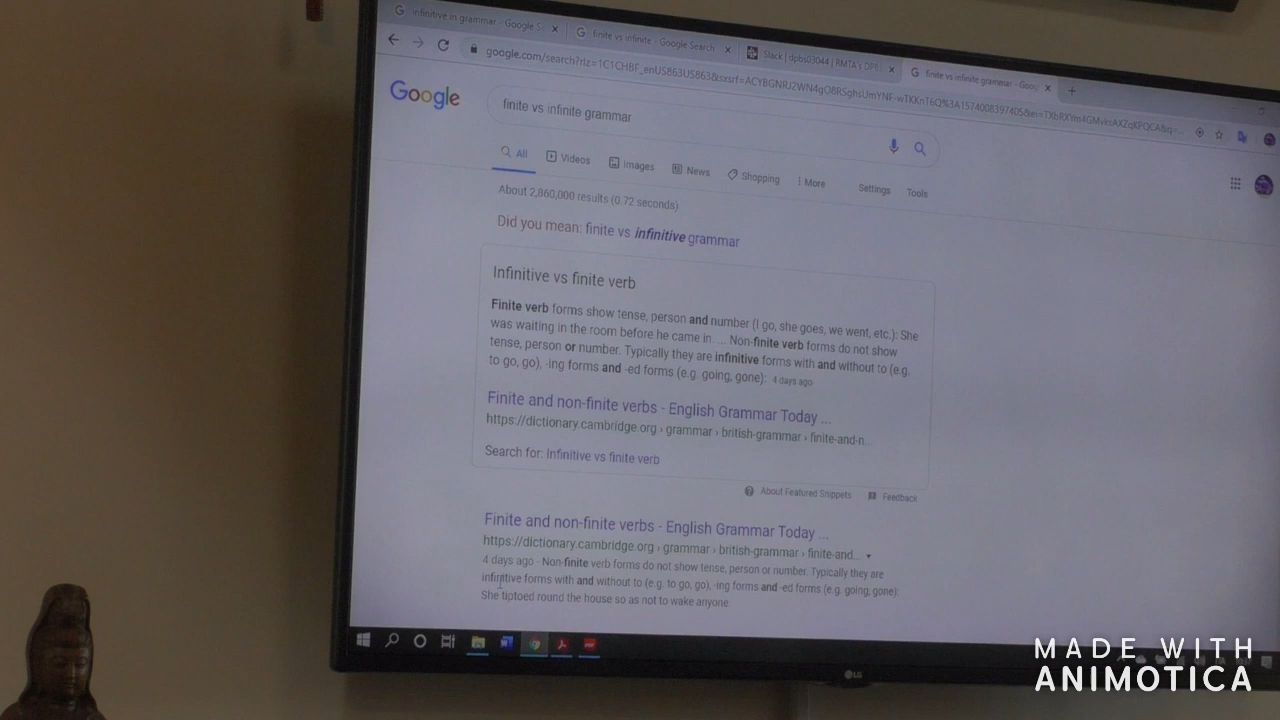 infinitive in grammar - Google Se
finite vs infinite - Google Search
Slack | dpbs03044 | RMTA's DPB
finite vs infinite grammar - Goog
Google
finite vs infinite grammar
All
Videos
Images
News
Shopping
More
Settings
Tools
About 2,860,000 results (0.72 seconds)
Did you mean: finite vs infinitive grammar
Infinitive vs finite verb
Finite verb forms show tense, person and number (I go, she goes, we went, etc.): She
was waiting in the room before he came in ... Non-finite verb forms do not show
tense, person or number. Typically they are infinitive forms with and without to (e.g.
to go, go), -ing forms and -ed forms (e.g. going, gone): 4 days ago
Finite and non-finite verbs - English Grammar Today ...
https://dictionary.cambridge.org › grammar › british-grammar › finite-and-n...
Search for: Infinitive vs finite verb
About Featured Snippets
Feedback
Finite and non-finite verbs - English Grammar Today ...
https://dictionary.cambridge.org › grammar › british-grammar › finite-and...
4 days ago - Non-finite verb forms do not show tense, person or number. Typically they are
infinitive forms with and without to (e.g. to go, go), -ing forms and -ed forms (e.g. going, gone):
She tiptoed round the house so as not to wake anyone
LG
MADE WITH
ANIMOTICA